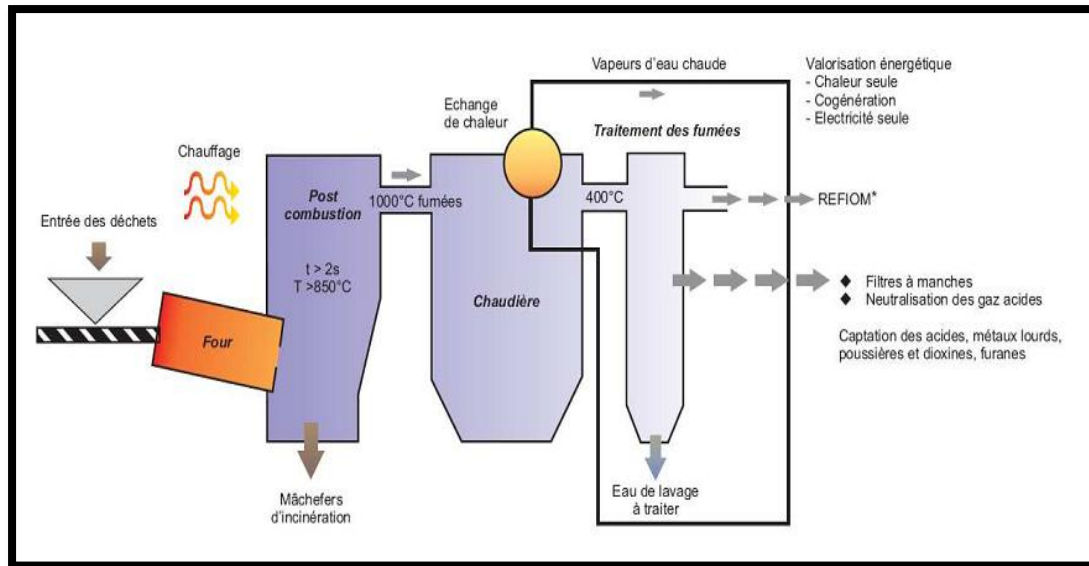 Vapeurs d'eau chaude
Valorisation énergétique
- Chaleur seule
- Cogénération
- Electricité seule
Echange
de chaleur
Traitement des fumées
Chauffage
Post
combustion
1000°C fumées
400°C
REFIOM*
Entrée des déchets
t > 2s
T >850°C
Chaudière
Four
◆ Filtres à manches
◆ Neutralisation des gaz acides
Captation des acides, métaux lourds,
poussières et dioxines, furanes
Mâchefers
d'incinération
Eau de lavage
à traiter